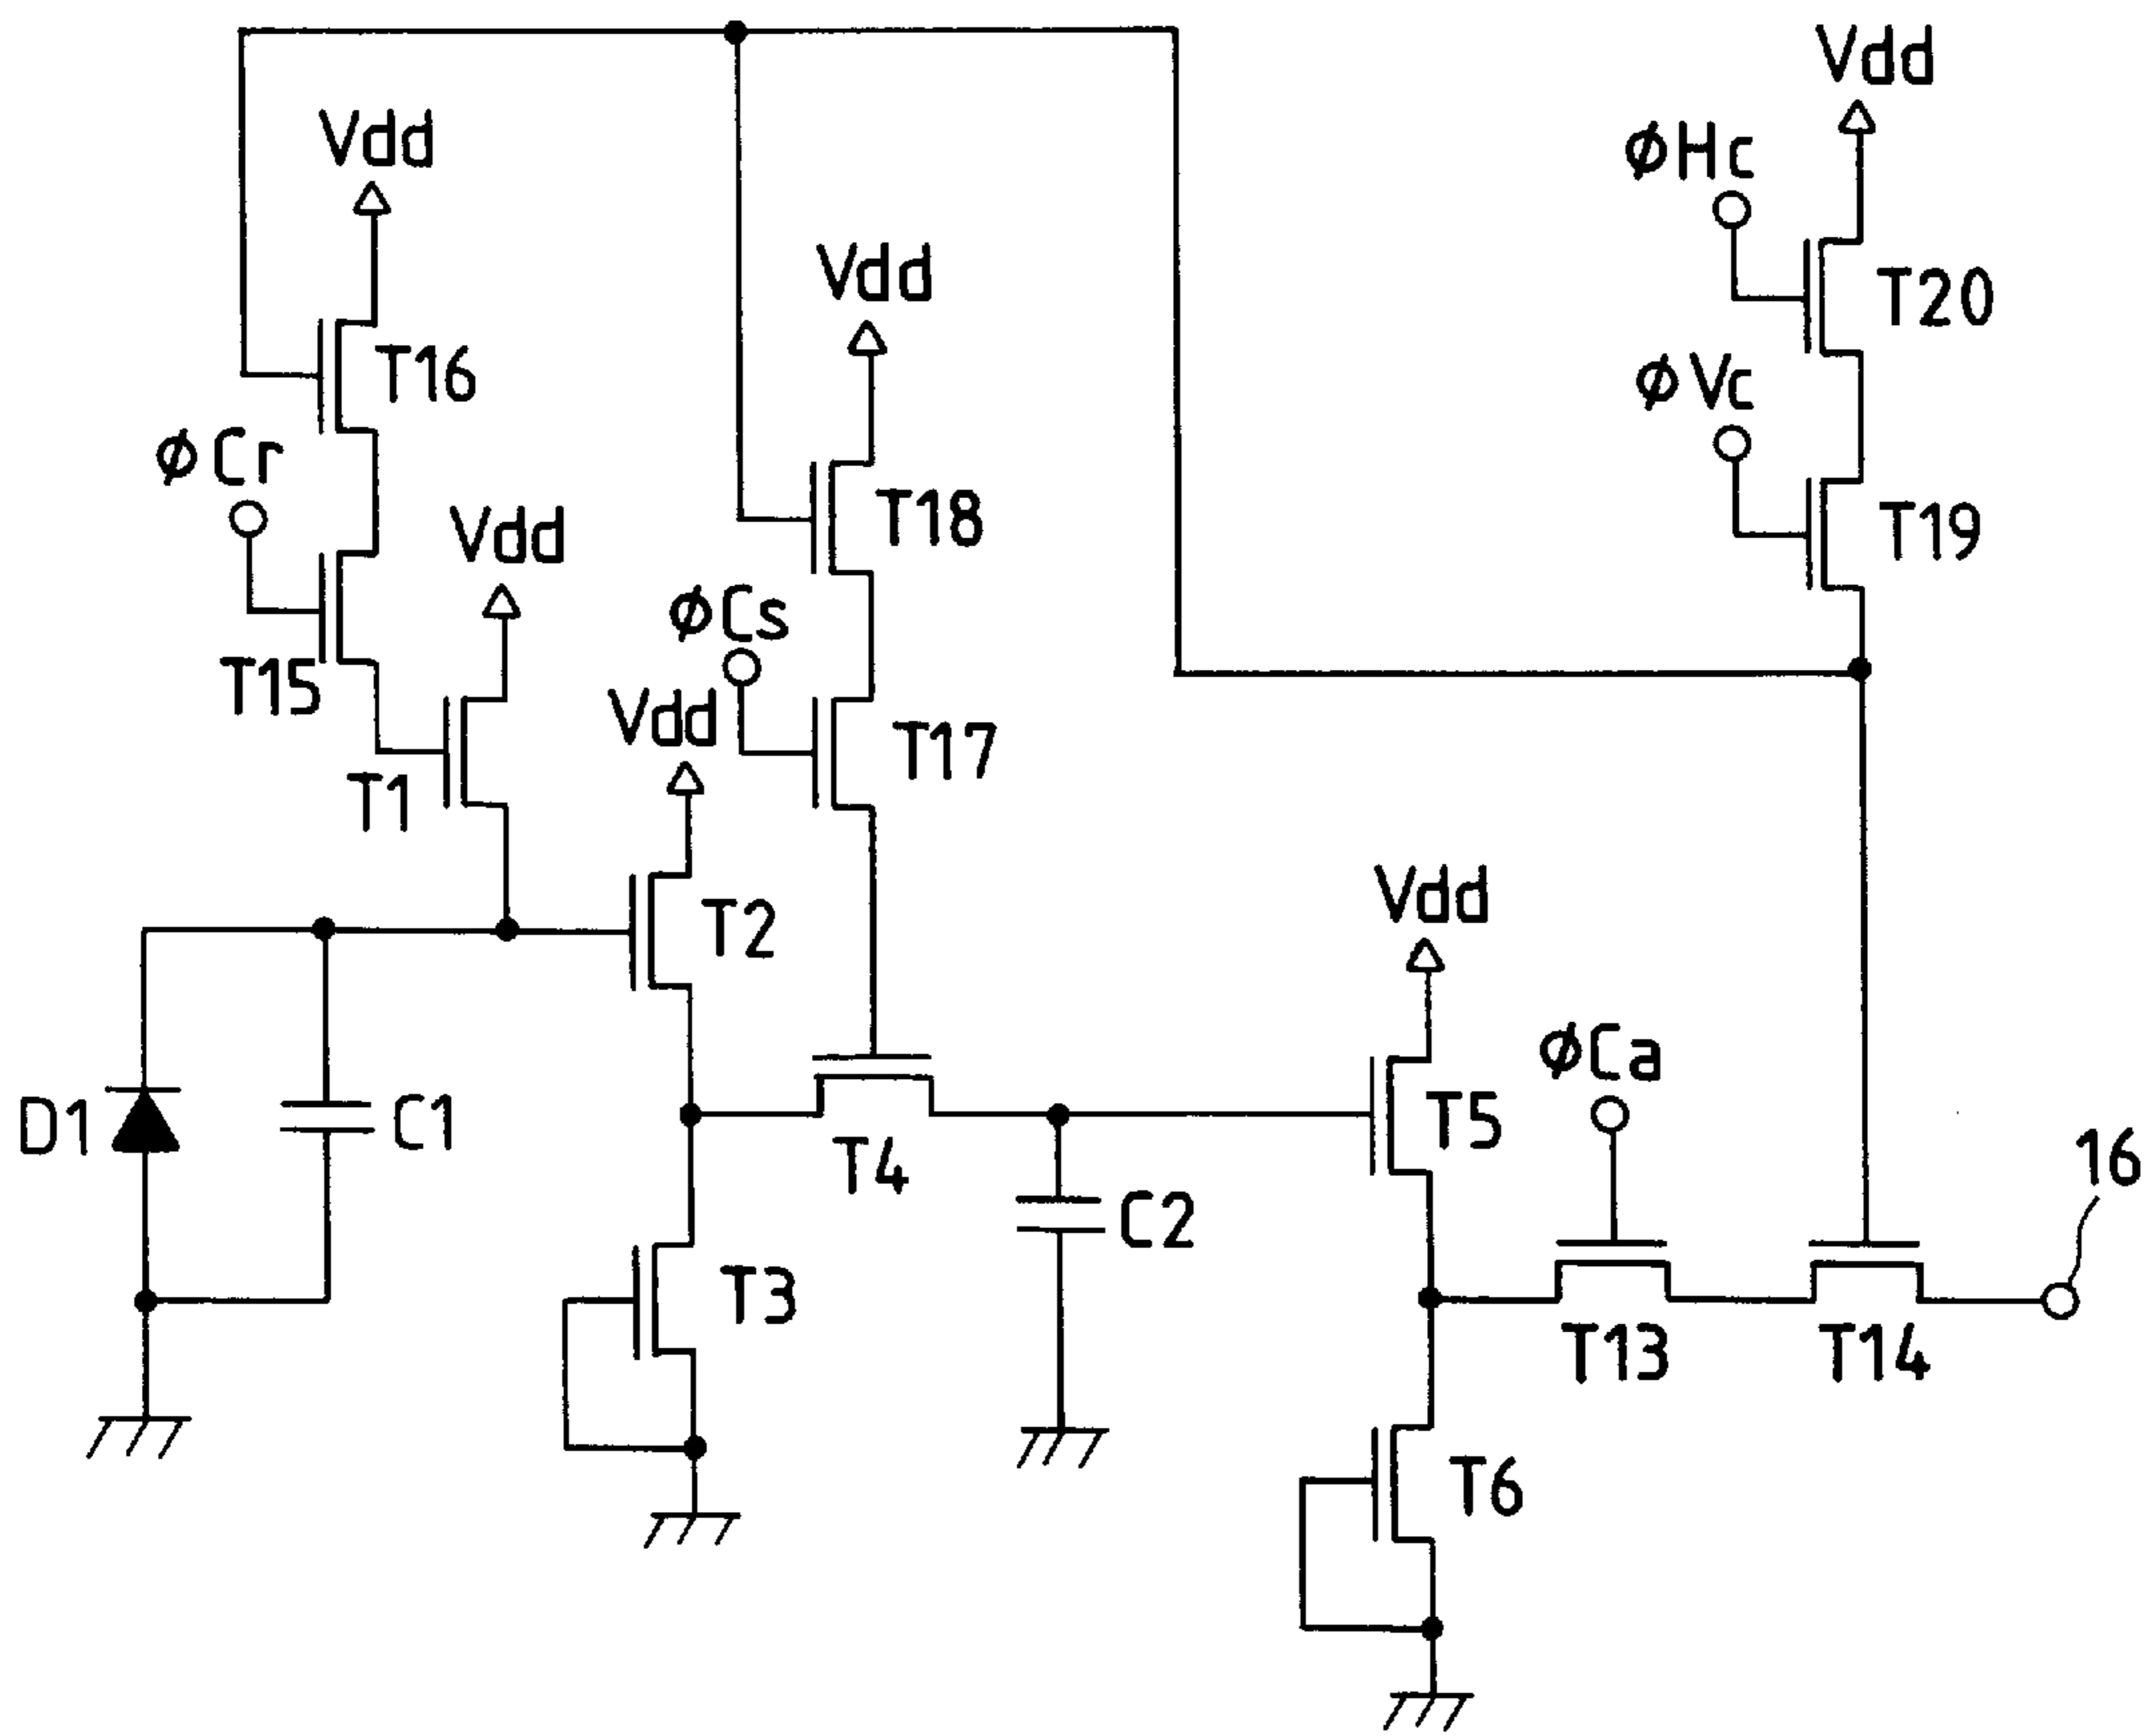 Vdd
Vdd
ϕHc
T20
Vdd
T16
ϕVc
ϕCr
T18
T19
Vdd
ϕCs
T15
Vdd
T17
T1
T2
Vdd
ϕCa
D1
C1
T5
T4
16
C2
T3
T13
T14
T6